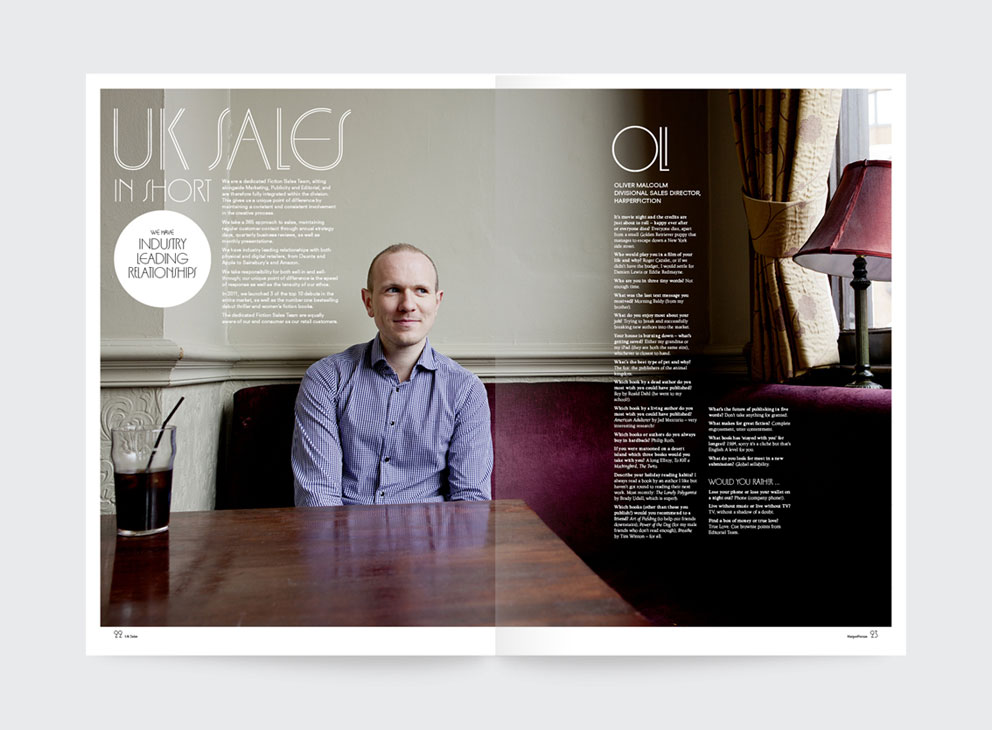 UK SALES
IN SHORT
WE HAVE
INDUSTRY
LEADING
RELATIONSHIPS
We are a dedicated Fiction Sales Team, sitting
alongside Marketing, Publicity and Editorial, and
are therefore fully integrated within the division.
This gives us a unique point of difference by
maintaining a constant and consistent involvement
in the creative process.
We take a 365 approach to sales, maintaining
regular customer contact through annual strategy
days, quarterly business reviews, as well as
monthly presentations.
We have industry leading relationships with both
physical and digital retailers, from
Apple to Sainsbury's and Amazon.
We take responsibility for both sell-in and sell-
through; our unique point of difference is the speed
of response as well as the tenacity of our ethos.
In 2011, we launched 5 of the top 10 debuts in the
entire market, as well as the number one bestselling
debut thriller and women's fiction books.
The dedicated Fiction Sales Team are equally
aware of our end consumer as our retail customers.
OLI
OLIVER MALCOLM
DIVISIONAL SALES DIRECTOR,
HARPERFICTION
It's movie night and the credits are
just about to roll – happy ever after
or everyone dies? Everyone dies, apart
from a small Golden Retriever puppy that
manages to escape down a New York
side street.
Who would play you in a film of your
life and why? Roger Casalet, or if we
didn't have the budget, I would settle for
Damian Lewis or Eddie Redmayne.
Who are you in three tiny words? Not
enough time.
What was the last text message you
received? Morning Baldy (from my
brother)
What do you enjoy most about your
job? Trying to break and successfully
breaking new authors into the market.
Your house is burning down – what's
getting saved? Either my grandma or
my iPad (they are both the same size),
whichever is closest to hand.
What's the best type of pet and why?
The fox: the publishers of the animal
kingdom.
Which book by a dead author do you
most wish you could have published?
Boy by Roald Dahl (he went to my
school!)
Which book by a living author do you
most wish you could have published?
American Adulterer by Jed Mercurio – very
interesting research!
Which books or authors do you always
buy in hardback? Philip Roth.
If you were marooned on a desert
island which three books would you
take with you? A long Ellroy, To Kill a
Mockingbird, The Twits.
Describe your holiday reading habits? I
always read a book by an author I like but
haven't got round to reading their next
work. Most recently: The Lonely Polygamist
by Brady Udall, which is superb.
Which books (other than those you
publish!) would you recommend to a
friend? Art of Fielding (to help our friends
downstairs), Power of the Dog (for my male
friends who don't read enough), Breathe
by Tim Winton – for all.
What's the future of publishing in five
words? Don't take anything for granted.
What makes for great fiction? Complete
engrossment, utter contentment.
What book has 'stayed with you' for
longest? 1984, sorry it's a cliché but that's
English A level for you.
What do you look for most in a new
submission? Global sellability.
WOULD YOU RATHER ...
Lose your phone or lose your wallet on
a night out? Phone (company phone)
Live without music or live without TV?
TV, without a shadow of a doubt.
Find a box of money or true love?
True Love. Cue brownie points from
Editorial Team.
22 UK Sales
HarperFiction 23